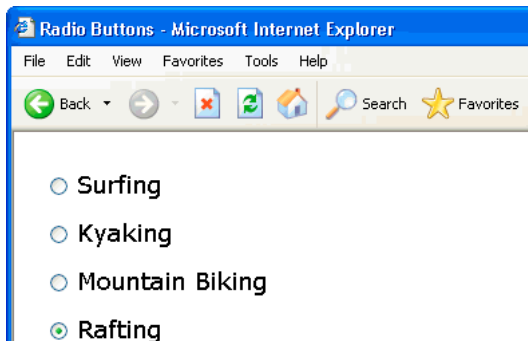 Radio Buttons - Microsoft Internet Explorer
File Edit View Favorites Tools Help
Back Search Favorites
Surfing
Kyaking
Mountain Biking
Rafting